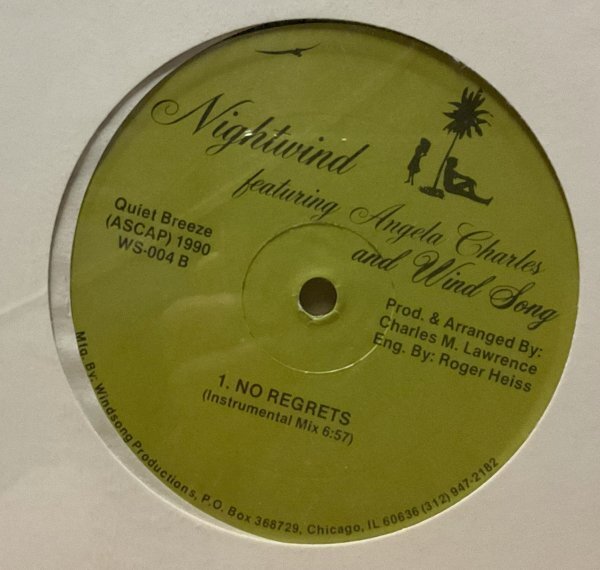 Nightwind
featuring Angela Charles
and Wind Song
Quiet Breeze
(ASCAP) 1990
WS-004 B
Prod. & Arranged By:
Charles M. Lawrence
Eng. By: Roger Heiss
1. NO REGRETS
(Instrumental Mix 6:57)
Mfg. By: Windsong Productions, P.O. Box 368729, Chicago, IL 60636 (312) 947-2182